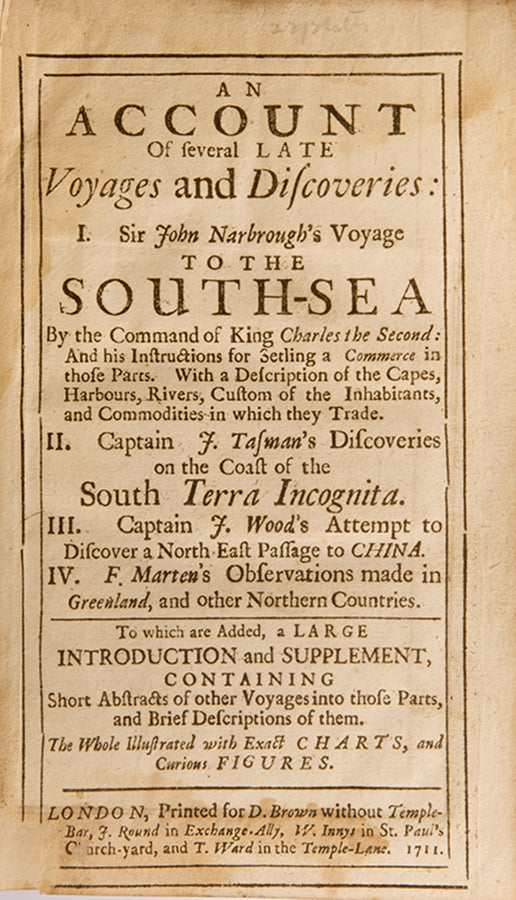 22 plates
AN
ACCOUNT
Of ſeveral LATE
Voyages and Diſcoveries:
I. Sir John Narbrough's Voyage
TO THE
SOUTH-SEA
By the Command of King Charles the Second:
And his Inſtructions for Setling a Commerce in
thoſe Parts. With a Deſcription of the Capes,
Harbours, Rivers, Cuſtom of the Inhabitants,
and Commodities in which they Trade.
II. Captain J. Taſman's Diſcoveries
on the Coaſt of the
South Terra Incognita.
III. Captain J. Wood's Attempt to
Diſcover a North Eaſt Paſſage to CHINA.
IV. F. Marten's Obſervations made in
Greenland, and other Northern Countries.
To which are Added, a LARGE
INTRODUCTION and SUPPLEMENT,
CONTAINING
Short Abſtracts of other Voyages into thoſe Parts,
and Brief Deſcriptions of them.
The Whole Illuſtrated with Exact CHARTS, and
Curious FIGURES.
LONDON, Printed for D. Brown without Temple-
Bar, J. Round in Exchange-Ally, W. Innys in St. Paul's
Church-yard, and T. Ward in the Temple-Lane. 1711.